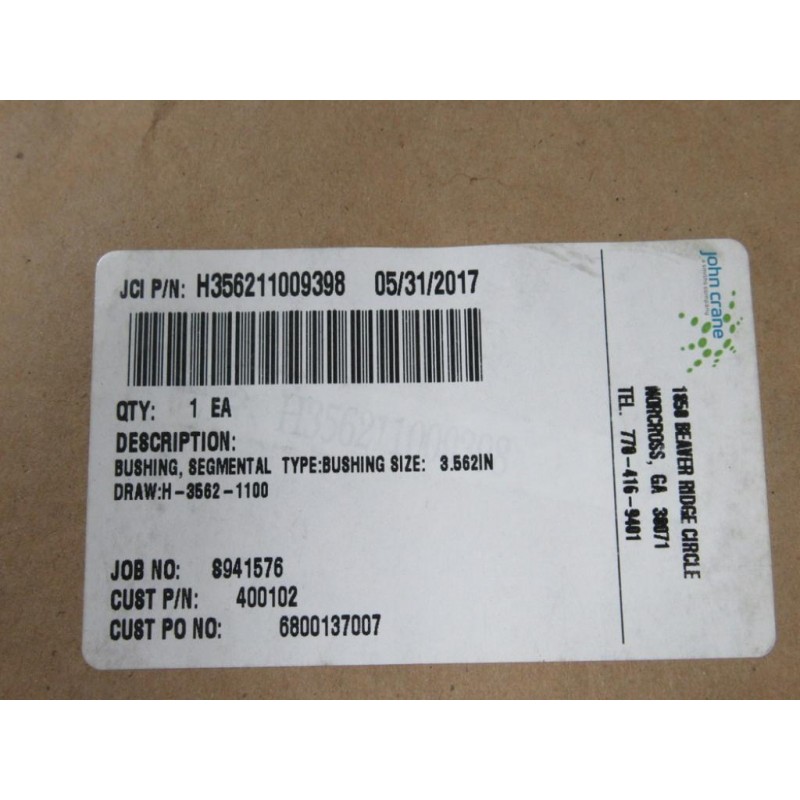 JCI P/N: H356211009398 05/31/2017
QTY: 1 EA
DESCRIPTION:
BUSHING, SEGMENTAL TYPE:BUSHING SIZE: 3.562IN
DRAW:H-3562-1100
JOB NO: 8941576
CUST P/N: 400102
CUST PO NO: 6800137007
john crane
1850 BEAVER RIDGE CIRCLE
NORCROSS, GA 30071
TEL. 770-416-9401